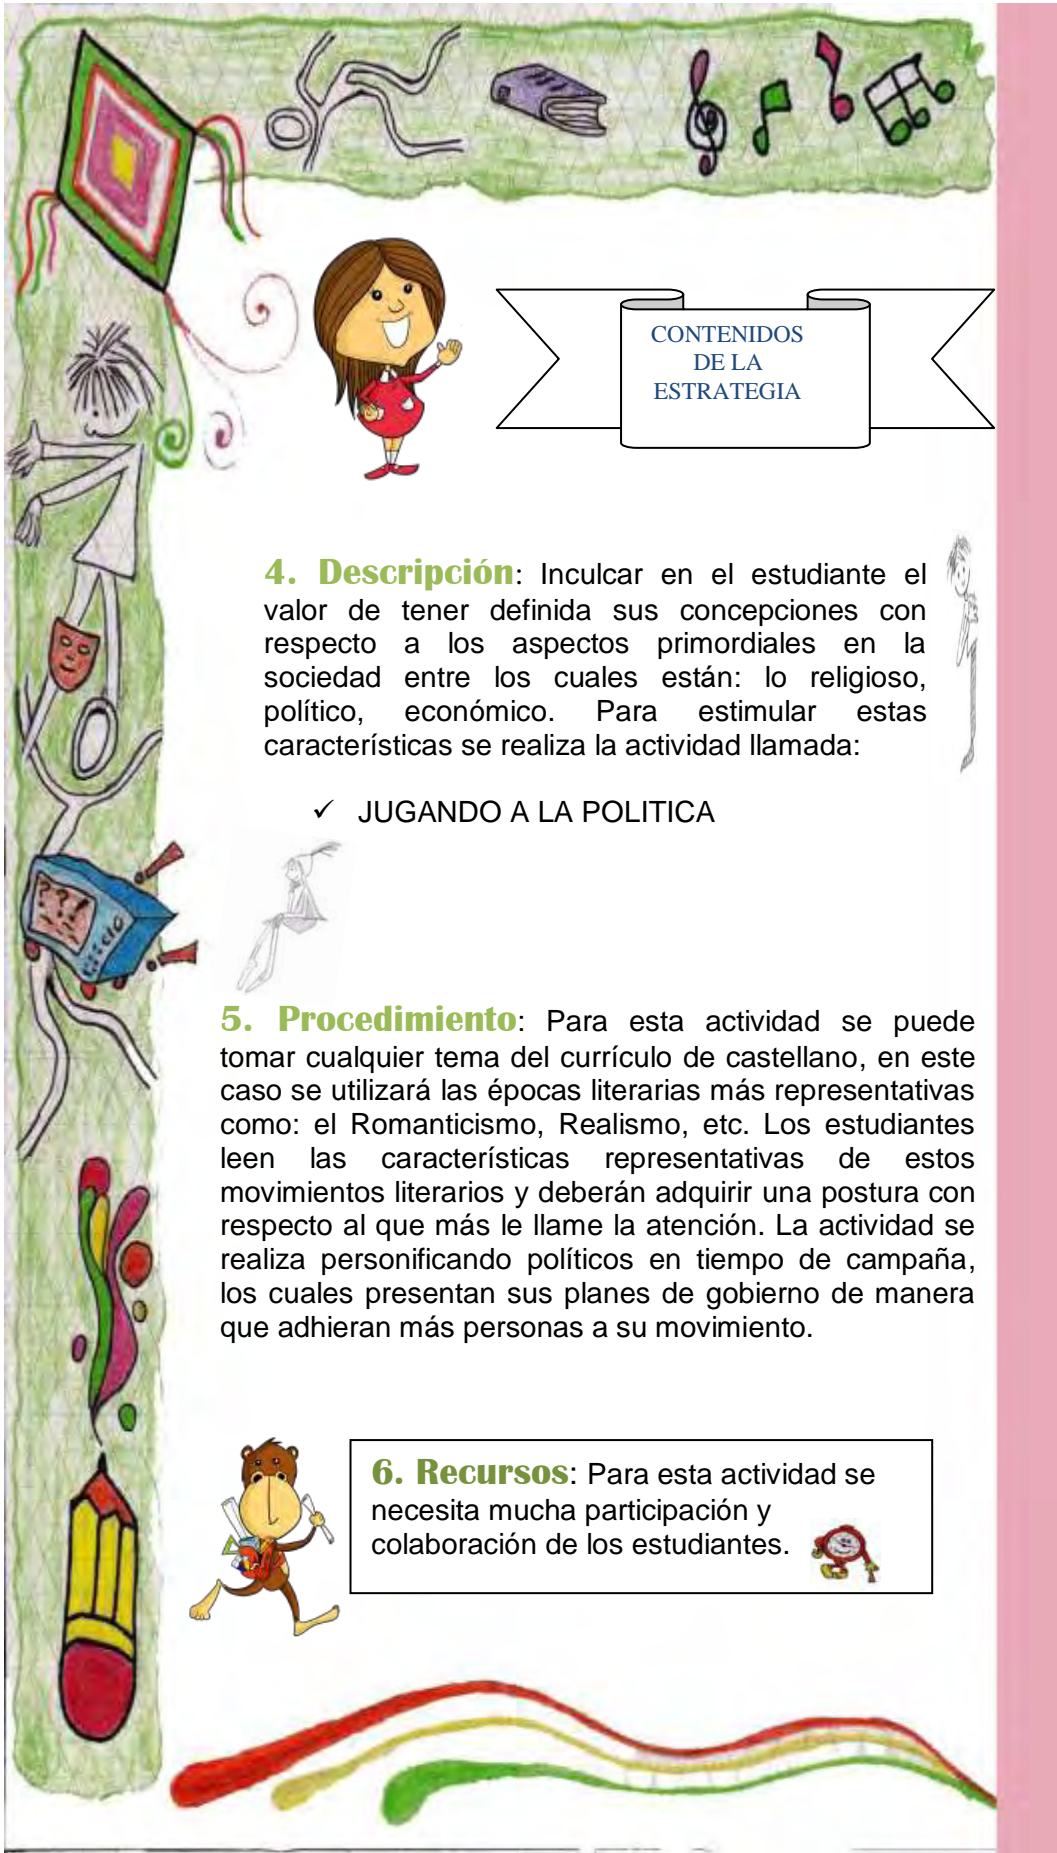 CONTENIDOS
DE LA
ESTRATEGIA
4. Descripción: Inculcar en el estudiante el
valor de tener definida sus concepciones con
respecto a los aspectos primordiales en la
sociedad entre los cuales están: lo religioso,
político, económico. Para estimular estas
características se realiza la actividad llamada:
✓ JUGANDO A LA POLITICA
5. Procedimiento: Para esta actividad se puede
tomar cualquier tema del currículo de castellano, en este
caso se utilizará las épocas literarias más representativas
como: el Romanticismo, Realismo, etc. Los estudiantes
leen las características representativas de estos
movimientos literarios y deberán adquirir una postura con
respecto al que más le llame la atención. La actividad se
realiza personificando políticos en tiempo de campaña,
los cuales presentan sus planes de gobierno de manera
que adhieran más personas a su movimiento.
6. Recursos: Para esta actividad se
necesita mucha participación y
colaboración de los estudiantes.